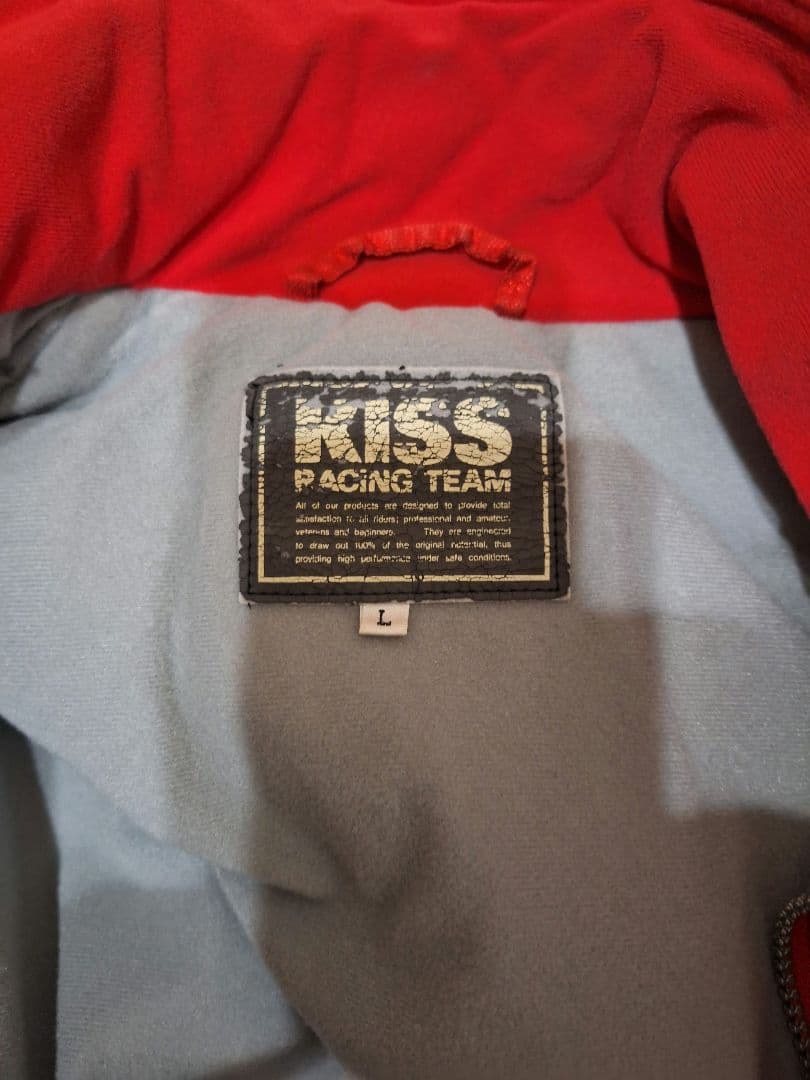 KISS
RACING TEAM
All of our products are designed to provide total
satisfaction to all riders; professional and amateur,
veterans and beginners. They are engineered
to draw out 100% of the original potential, thus
providing high performance under safe conditions.
L